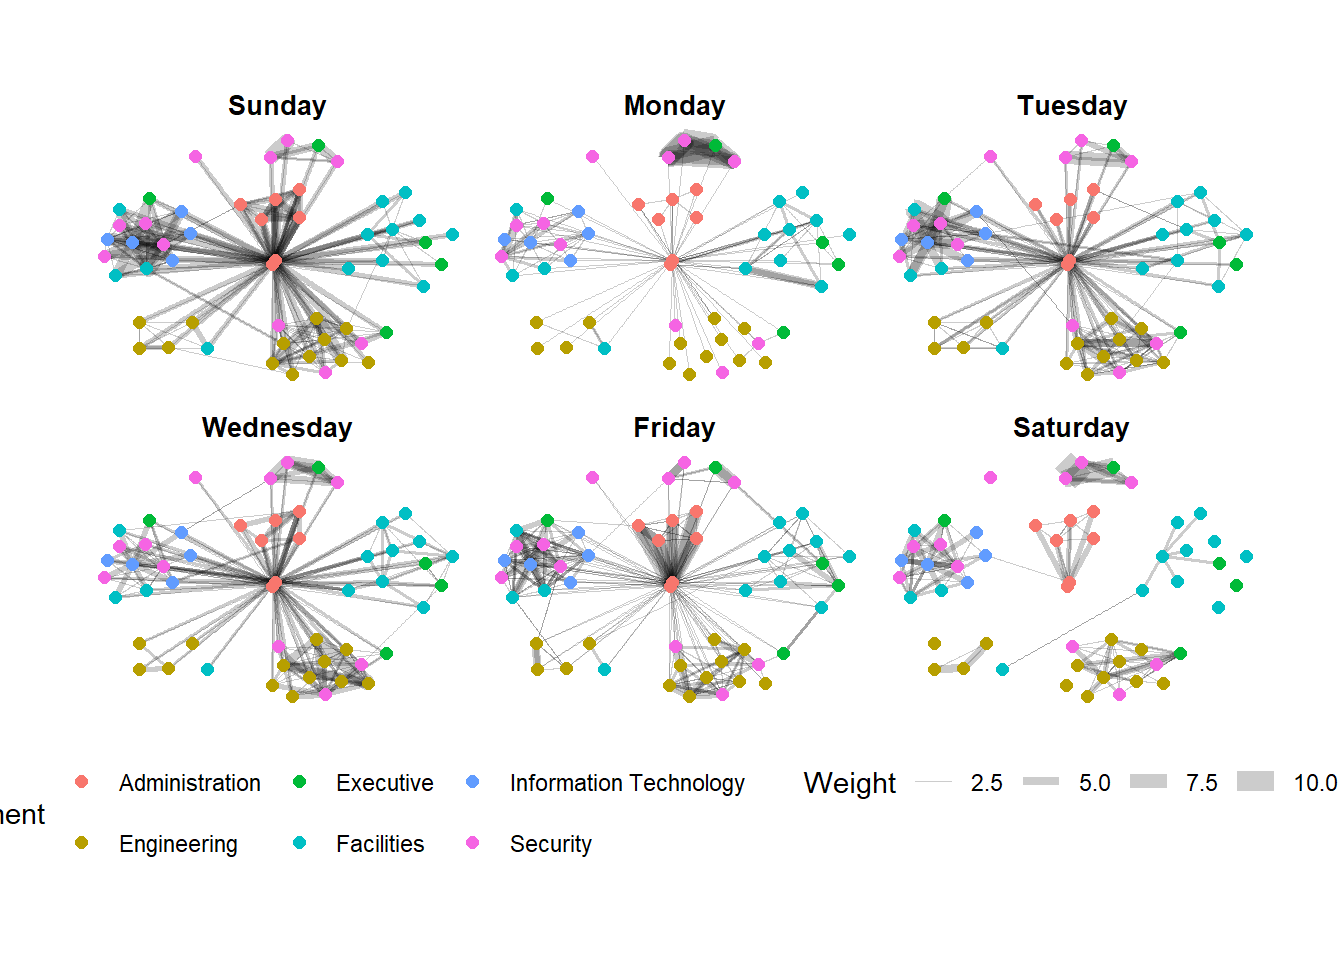 Sunday Monday Tuesday
Wednesday Friday Saturday
Administration Executive Information Technology Weight 2.5 5.0 7.5 10.0
Engineering Facilities Security